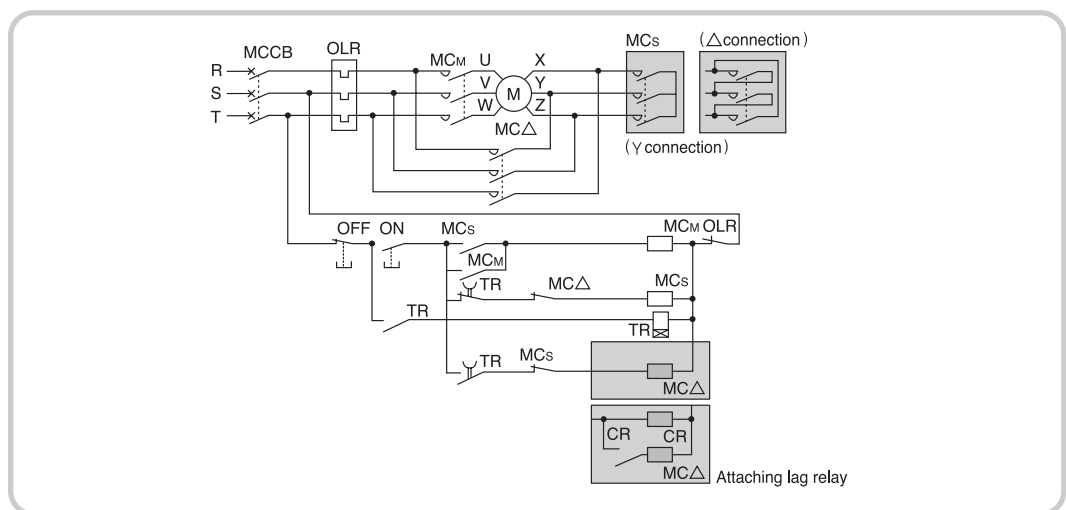 MCCB OLR MCM U X MCS (△connection)
R
S V Y
M
T W Z
MC△
(Y connection)
OFF ON MCS MCM OLR
MCM
TR MC△ MCS
TR TR
TR MCS
MC△
CR CR
MC△ Attaching lag relay